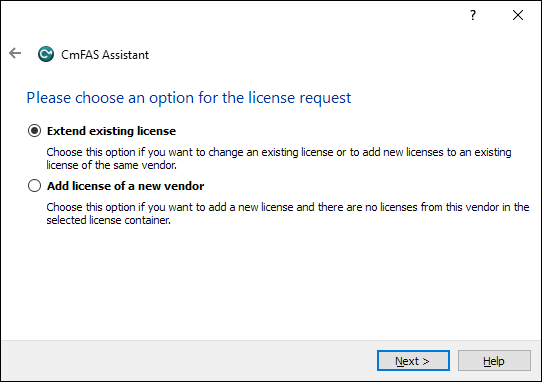 ?
CmFAS Assistant
Please choose an option for the license request
Extend existing license
Choose this option if you want to change an existing license or to add new licenses to an existing
license of the same vendor.
Add license of a new vendor
Choose this option if you want to add a new license and there are no licenses from this vendor in the
selected license container.
Next >
Help